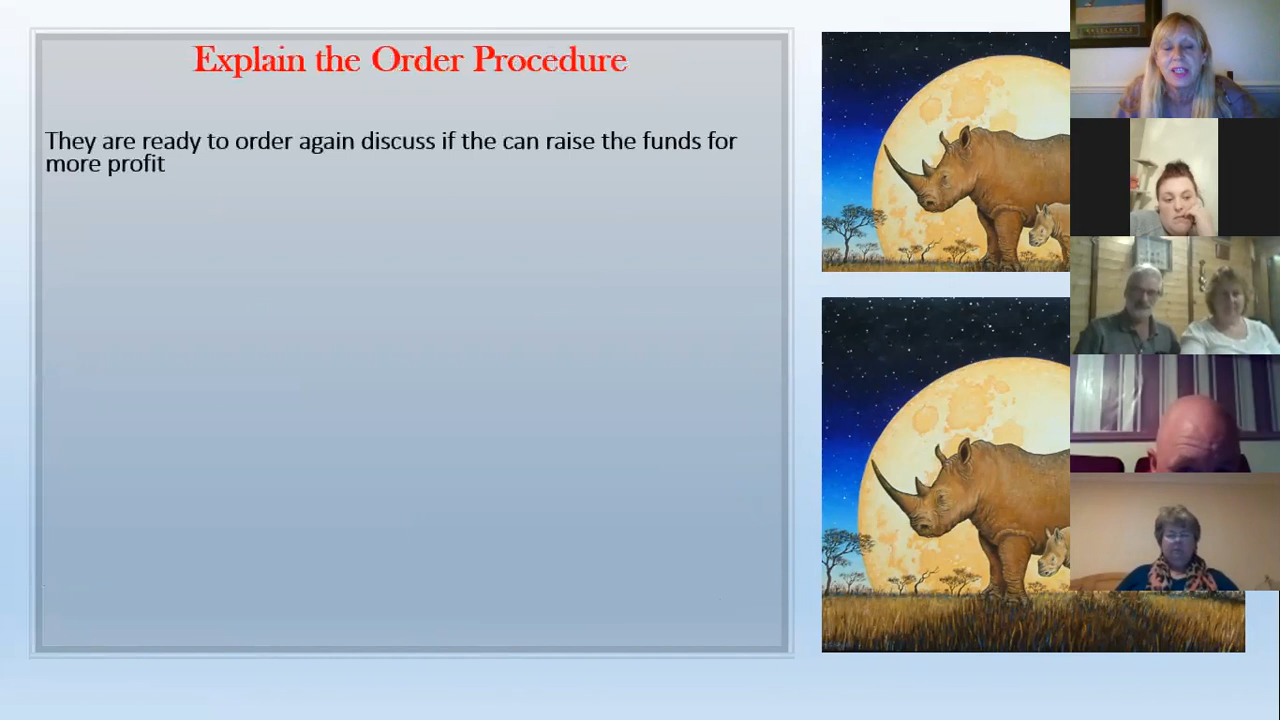 Explain the Order Procedure
They are ready to order again discuss if the can raise the funds for
more profit
EXCELLENCE